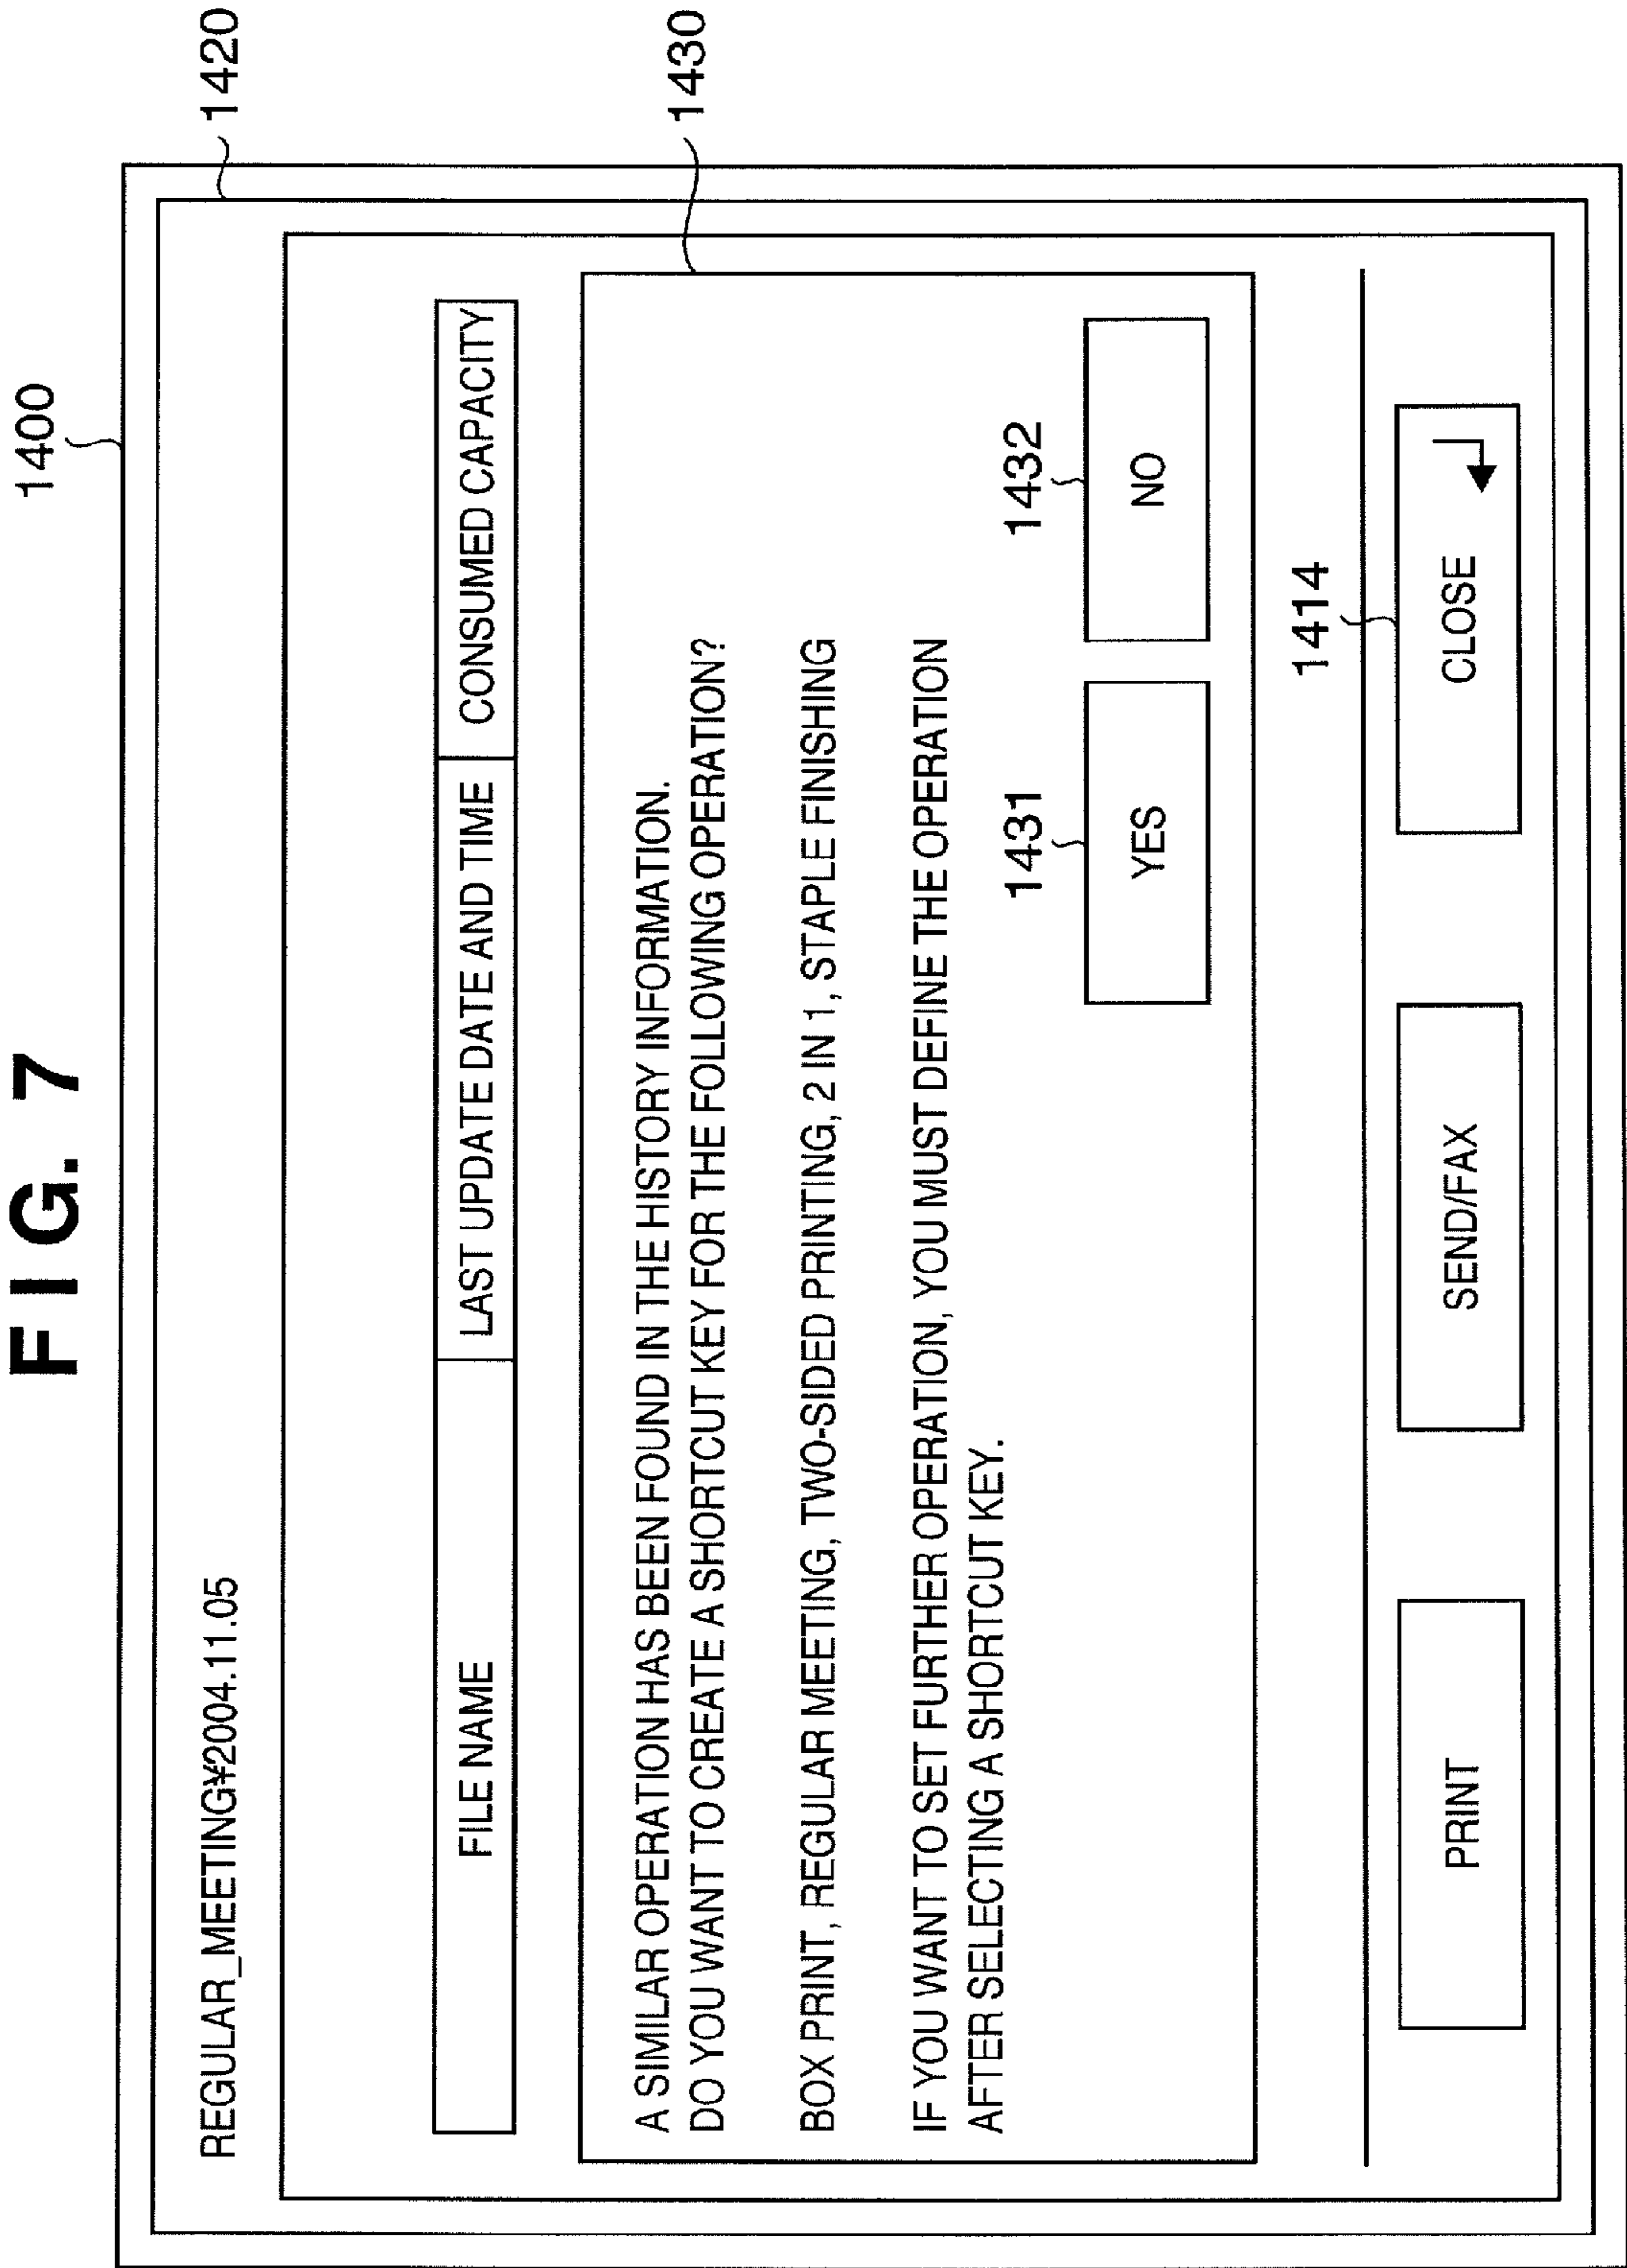 FIG. 7
1400
1420
REGULAR_MEETING¥2004.11.05
FILE NAME
LAST UPDATE DATE AND TIME
CONSUMED CAPACITY
1430
A SIMILAR OPERATION HAS BEEN FOUND IN THE HISTORY INFORMATION.
DO YOU WANT TO CREATE A SHORTCUT KEY FOR THE FOLLOWING OPERATION?
BOX PRINT, REGULAR MEETING, TWO-SIDED PRINTING, 2 IN 1, STAPLE FINISHING
IF YOU WANT TO SET FURTHER OPERATION, YOU MUST DEFINE THE OPERATION
AFTER SELECTING A SHORTCUT KEY.
1431
1432
YES
NO
1414
PRINT
SEND/FAX
CLOSE